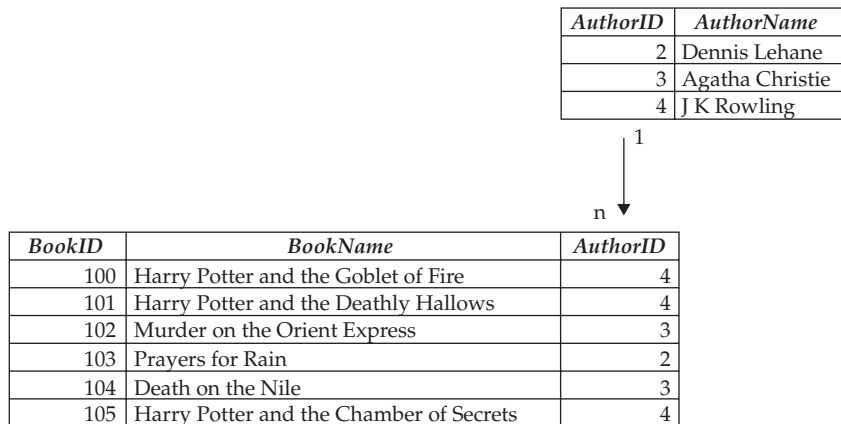 AuthorID AuthorName
2 Dennis Lehane
3 Agatha Christie
4 J K Rowling
1
n
BookID BookName AuthorID
100 Harry Potter and the Goblet of Fire 4
101 Harry Potter and the Deathly Hallows 4
102 Murder on the Orient Express 3
103 Prayers for Rain 2
104 Death on the Nile 3
105 Harry Potter and the Chamber of Secrets 4